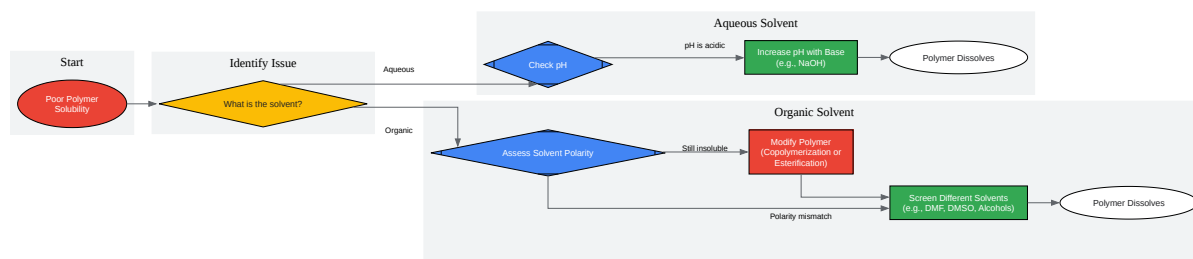 Start
Poor Polymer
Solubility
Identify Issue
What is the solvent?
Aqueous
Organic
Aqueous Solvent
Check pH
pH is acidic
Increase pH with Base
(e.g., NaOH)
Polymer Dissolves
Organic Solvent
Assess Solvent Polarity
Still insoluble
Modify Polymer
(Copolymerization or
Esterification)
Polarity mismatch
Screen Different Solvents
(e.g., DMF, DMSO, Alcohols)
Polymer Dissolves